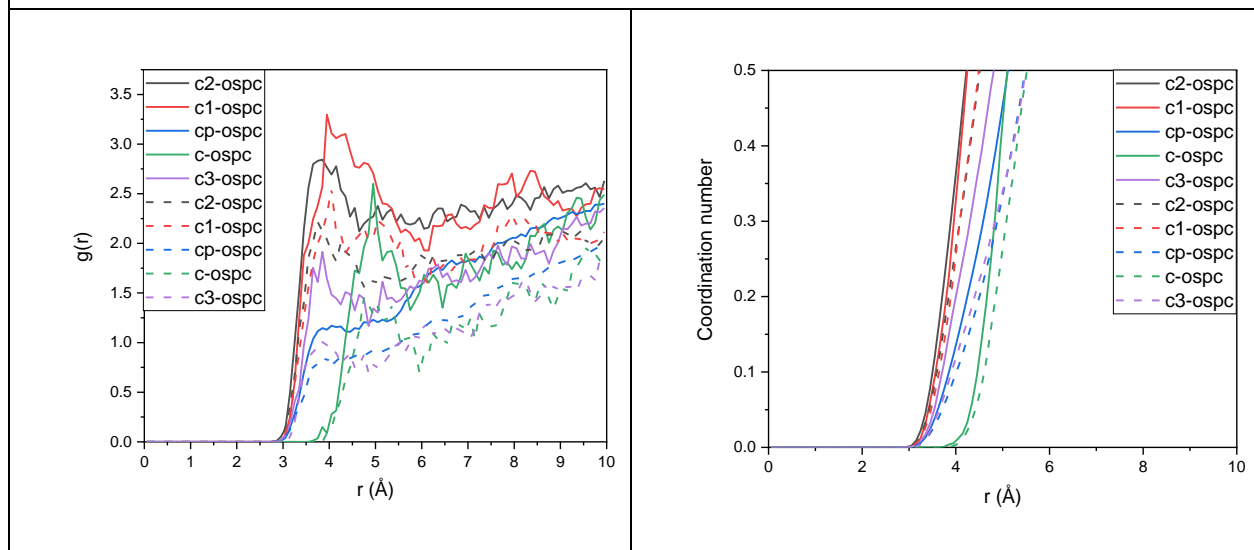 c2-ospc
c1-ospc
cp-ospc
c-ospc
c3-ospc
c2-ospc
c1-ospc
cp-ospc
c-ospc
c3-ospc
g(r)
3.5
3.0
2.5
2.0
1.5
1.0
0.5
0.0
0 1 2 3 4 5 6 7 8 9 10
r (Å)
c2-ospc
c1-ospc
cp-ospc
c-ospc
c3-ospc
c2-ospc
c1-ospc
cp-ospc
c-ospc
c3-ospc
Coordination number
0.5
0.4
0.3
0.2
0.1
0.0
0 2 4 6 8 10
r (Å)